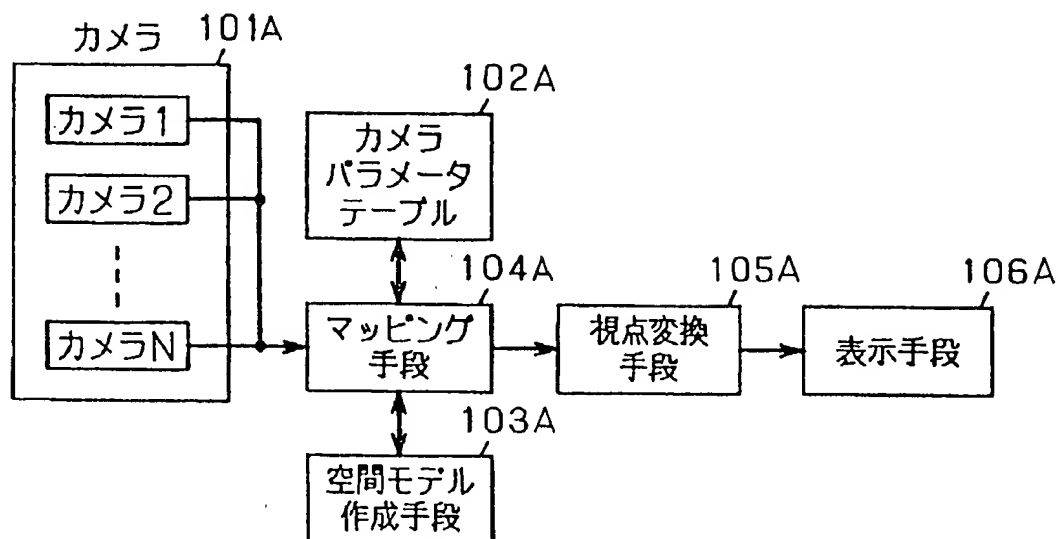 カメラ
101A
カメラ1
カメラ2
カメラN
102A
カメラ
パラメータ
テーブル
104A
マッピング
手段
103A
空間モデル
作成手段
105A
視点変換
手段
106A
表示手段